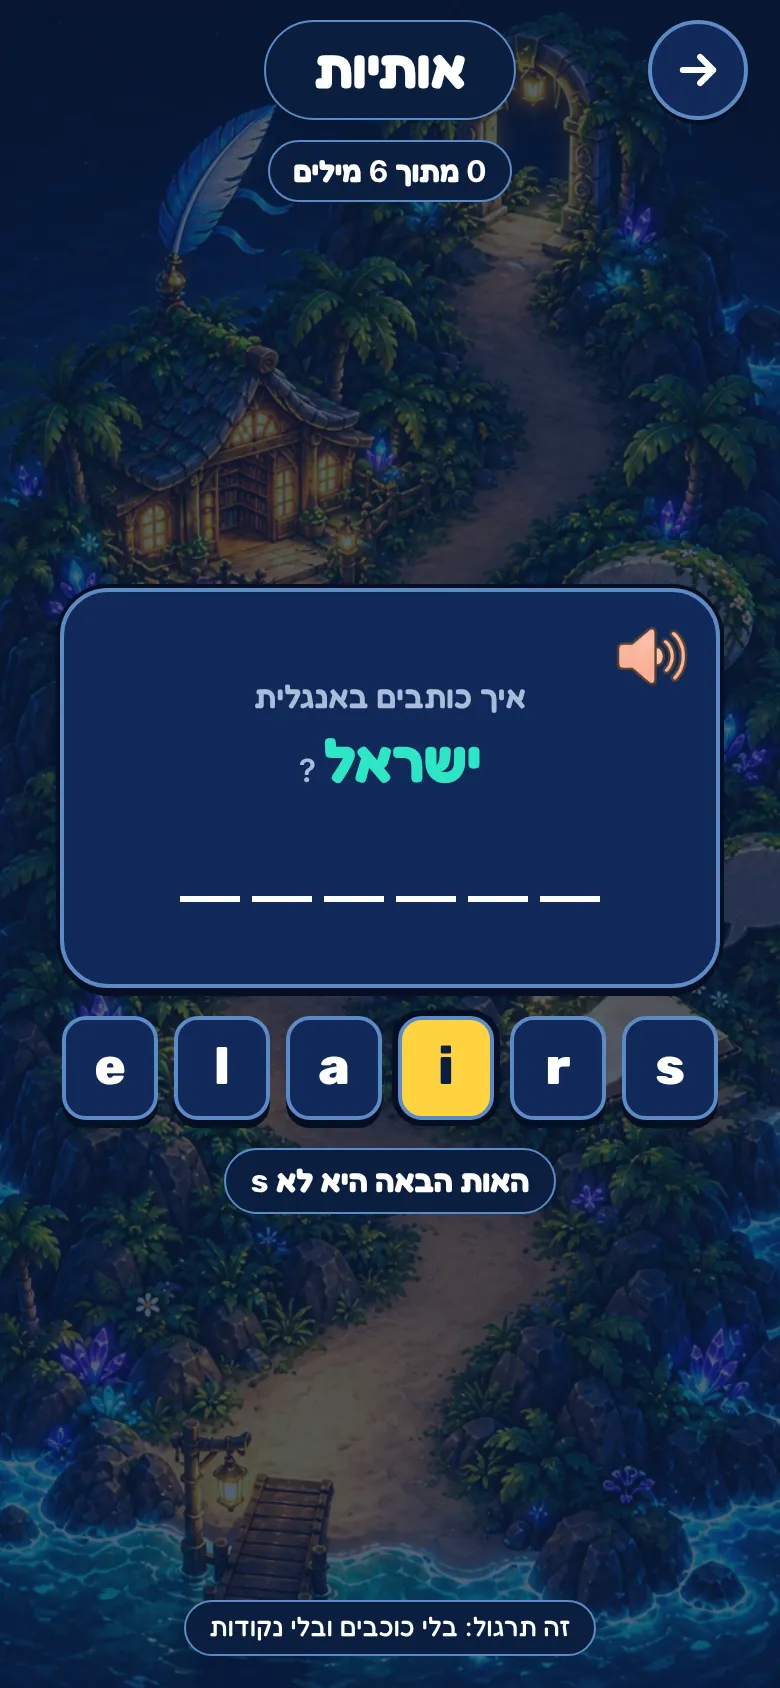 אותיות
0 מתוך 6 מילים
איך כותבים באנגלית
ישראל ?
e l a i r s
האות הבאה היא לא s
זה תרגול: בלי כוכבים ובלי נקודות